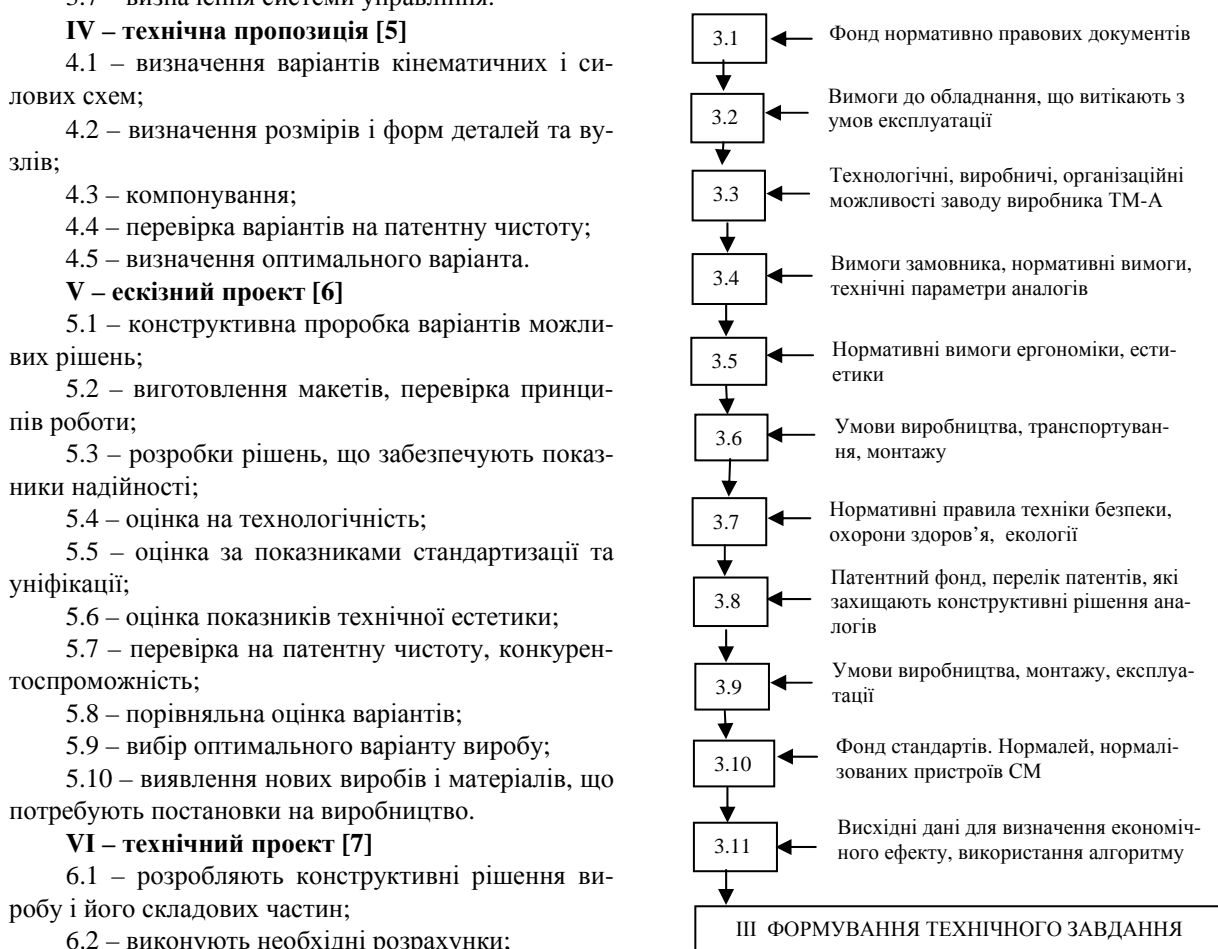 3.7 – визначення системи управління.
IV – технічна пропозиція [5]
4.1 – визначення варіантів кінематичних і си-
лових схем;
4.2 – визначення розмірів і форм деталей та ву-
злів;
4.3 – компонування;
4.4 – перевірка варіантів на патентну чистоту;
4.5 – визначення оптимального варіанта.
V – ескізний проект [6]
5.1 – конструктивна проробка варіантів можли-
вих рішень;
5.2 – виготовлення макетів, перевірка принци-
пів роботи;
5.3 – розробки рішень, що забезпечують показ-
ники надійності;
5.4 – оцінка на технологічність;
5.5 – оцінка за показниками стандартизації та
уніфікації;
5.6 – оцінка показників технічної естетики;
5.7 – перевірка на патентну чистоту, конкурен-
тоспроможність;
5.8 – порівняльна оцінка варіантів;
5.9 – вибір оптимального варіанту виробу;
5.10 – виявлення нових виробів і матеріалів, що
потребують постановки на виробництво.
VI – технічний проект [7]
6.1 – розробляють конструктивні рішення ви-
робу і його складових частин;
6.2 – виконують необхідні розрахунки;
3.1
Фонд нормативно правових документів
3.2
Вимоги до обладнання, що витікають з
умов експлуатації
3.3
Технологічні, виробничі, організаційні
можливості заводу виробника ТМ-А
3.4
Вимоги замовника, нормативні вимоги,
технічні параметри аналогів
3.5
Нормативні вимоги ергономіки, ести-
етики
3.6
Умови виробництва, транспортуван-
ня, монтажу
3.7
Нормативні правила техніки безпеки,
охорони здоров’я, екології
3.8
Патентний фонд, перелік патентів, які
захищають конструктивні рішення ана-
логів
3.9
Умови виробництва, монтажу, експлуа-
тації
3.10
Фонд стандартів. Нормалей, нормалі-
зованих пристроїв СМ
3.11
Висхідні дані для визначення економіч-
ного ефекту, використання алгоритму
ІІІ ФОРМУВАННЯ ТЕХНІЧНОГО ЗАВДАННЯ